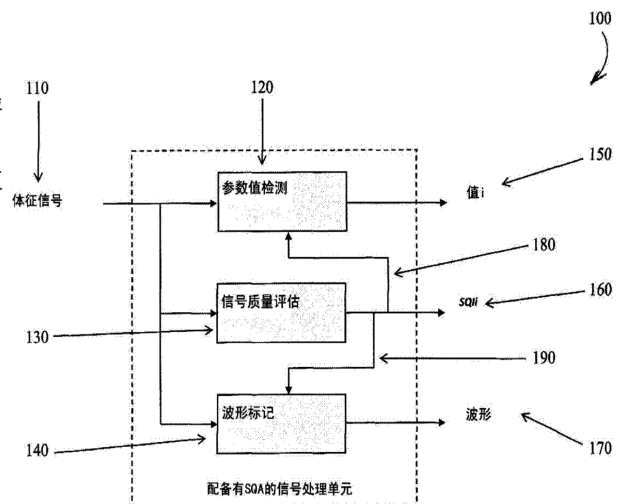 100
110
120
体征信号
参数值检测
150
值i
180
信号质量评估
sqii
160
130
190
波形标记
波形
140
170
配备有SQA的信号处理单元